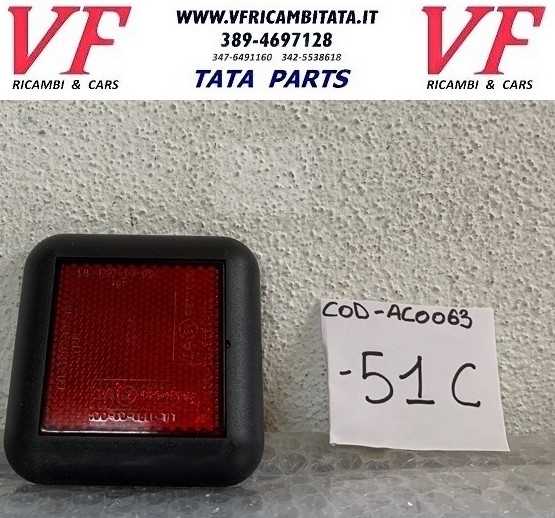 VF
RICAMBI & CARS
WWW.VFRICAMBITATA.IT
389-4697128
347-6491160 342-5538618
TATA PARTS
VF
RICAMBI & CARS
COD-AC0063
-51C